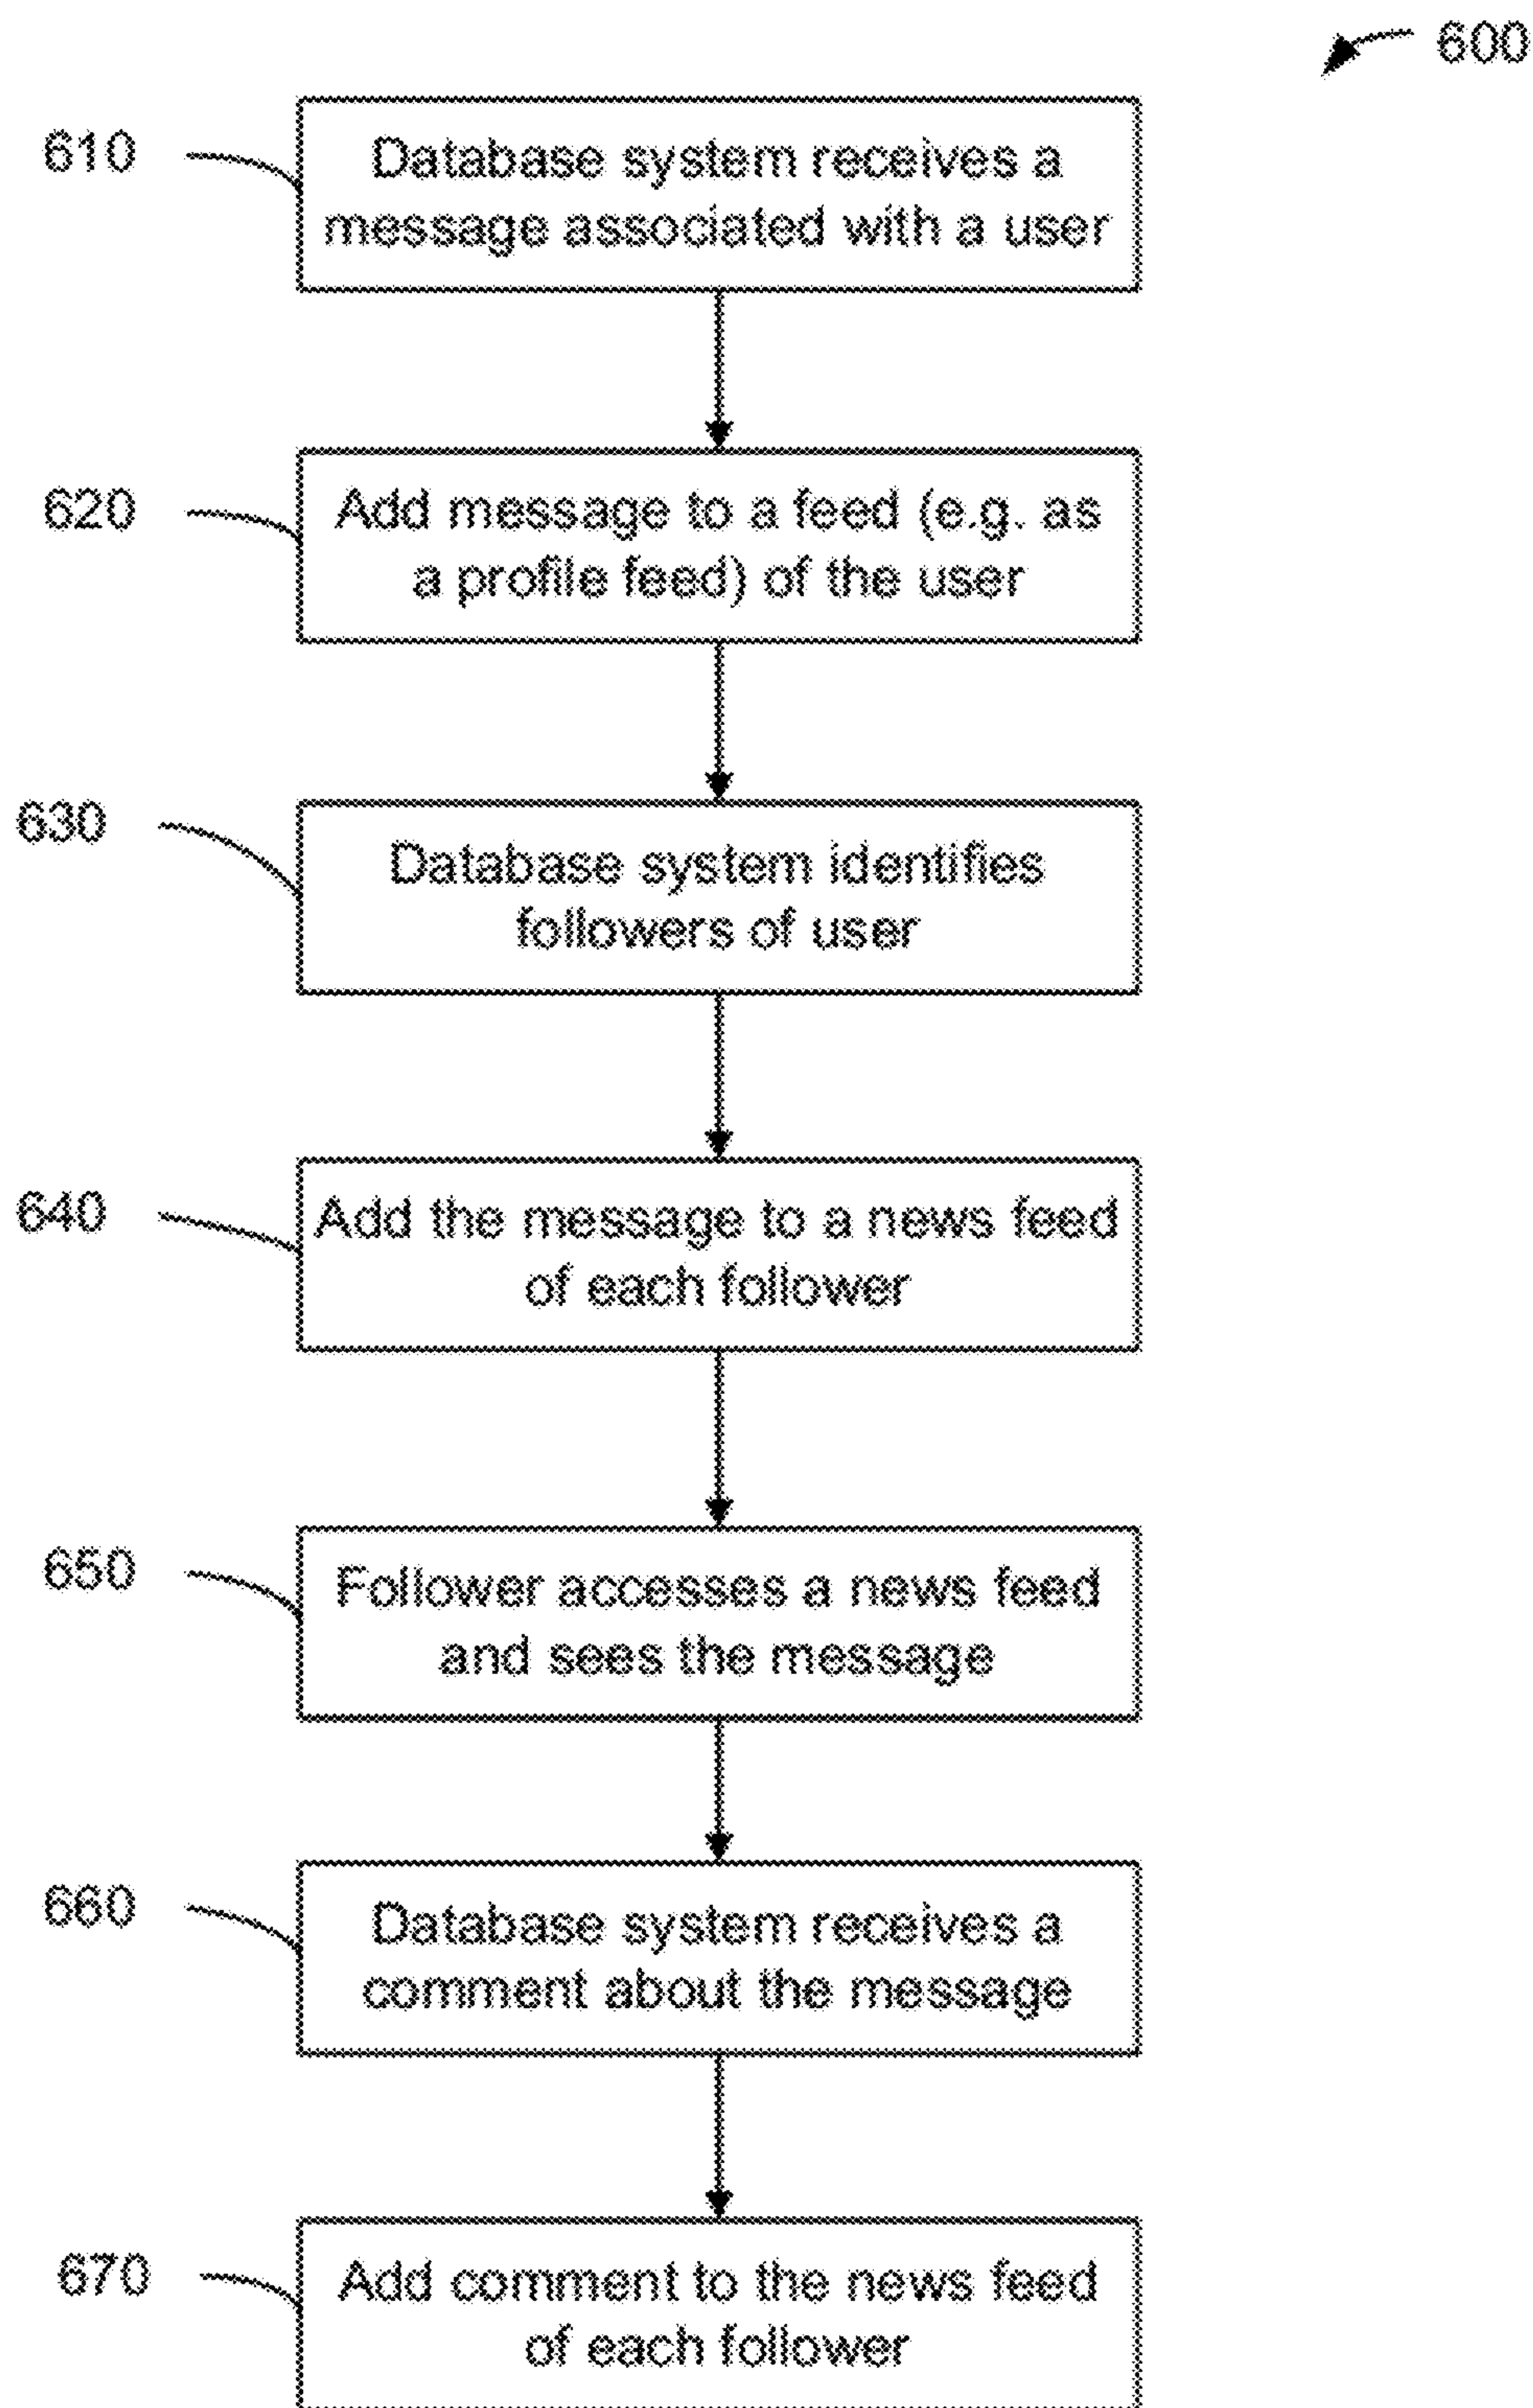 600
610
Database system receives a
message associated with a user
620
Add message to a feed (e.g. as
a profile feed) of the user
630
Database system identifies
followers of user
640
Add the message to a news feed
of each follower
650
Follower accesses a news feed
and sees the message
660
Database system receives a
comment about the message
670
Add comment to the news feed
of each follower